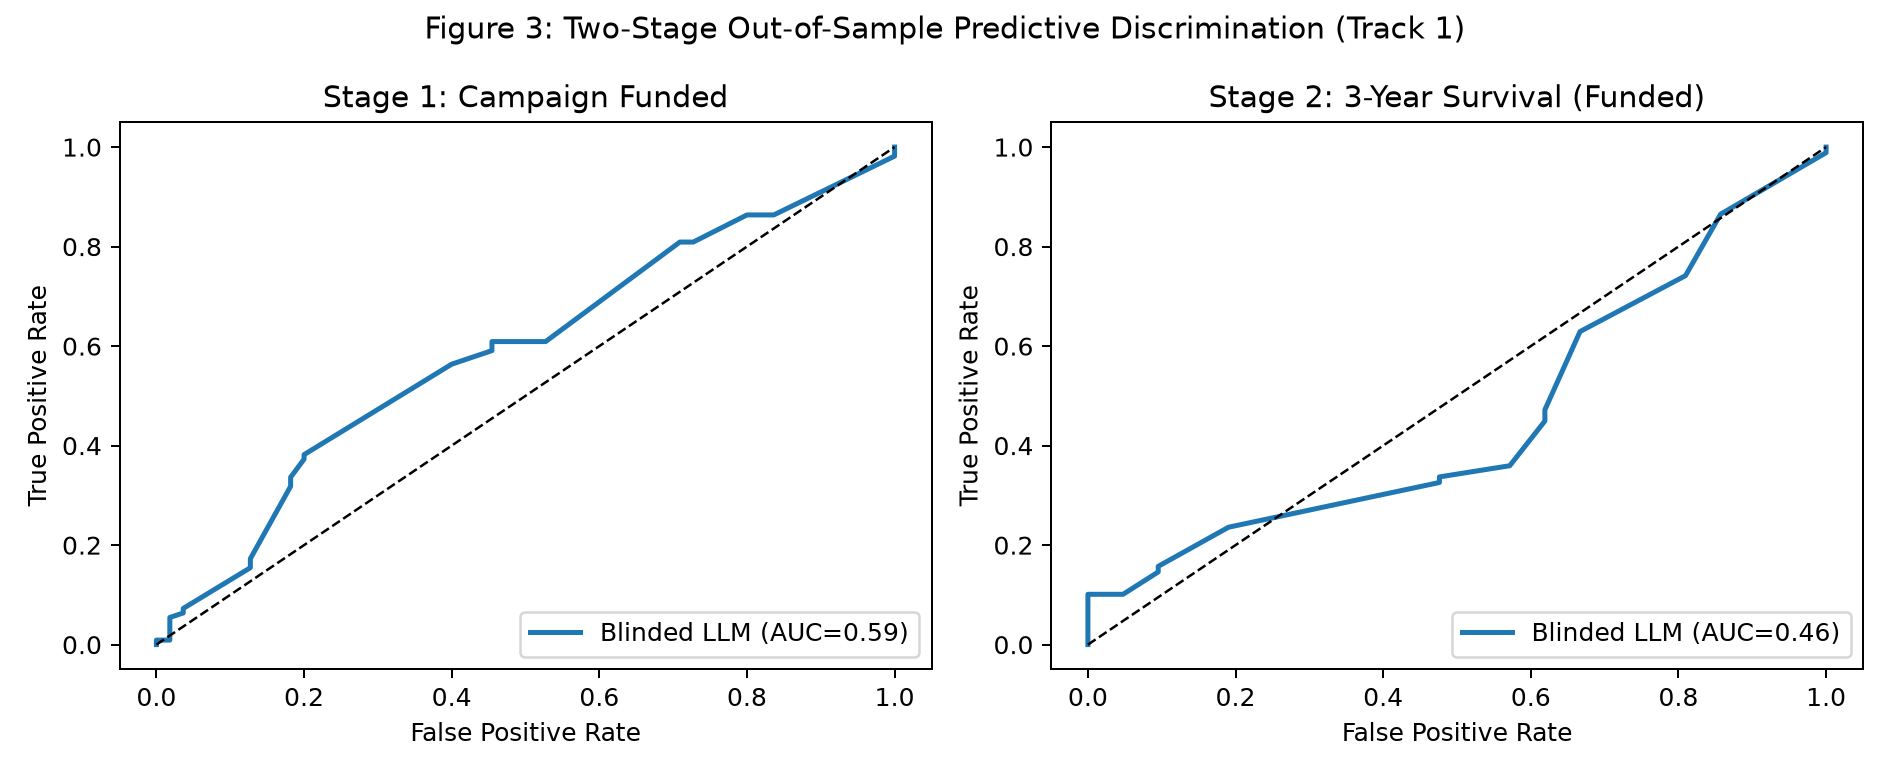 Figure 3: Two-Stage Out-of-Sample Predictive Discrimination (Track 1)
Stage 1: Campaign Funded
True Positive Rate
1.0
0.8
0.6
0.4
0.2
0.0
Blinded LLM (AUC=0.59)
0.0 0.2 0.4 0.6 0.8 1.0
False Positive Rate
Stage 2: 3-Year Survival (Funded)
True Positive Rate
1.0
0.8
0.6
0.4
0.2
0.0
Blinded LLM (AUC=0.46)
0.0 0.2 0.4 0.6 0.8 1.0
False Positive Rate